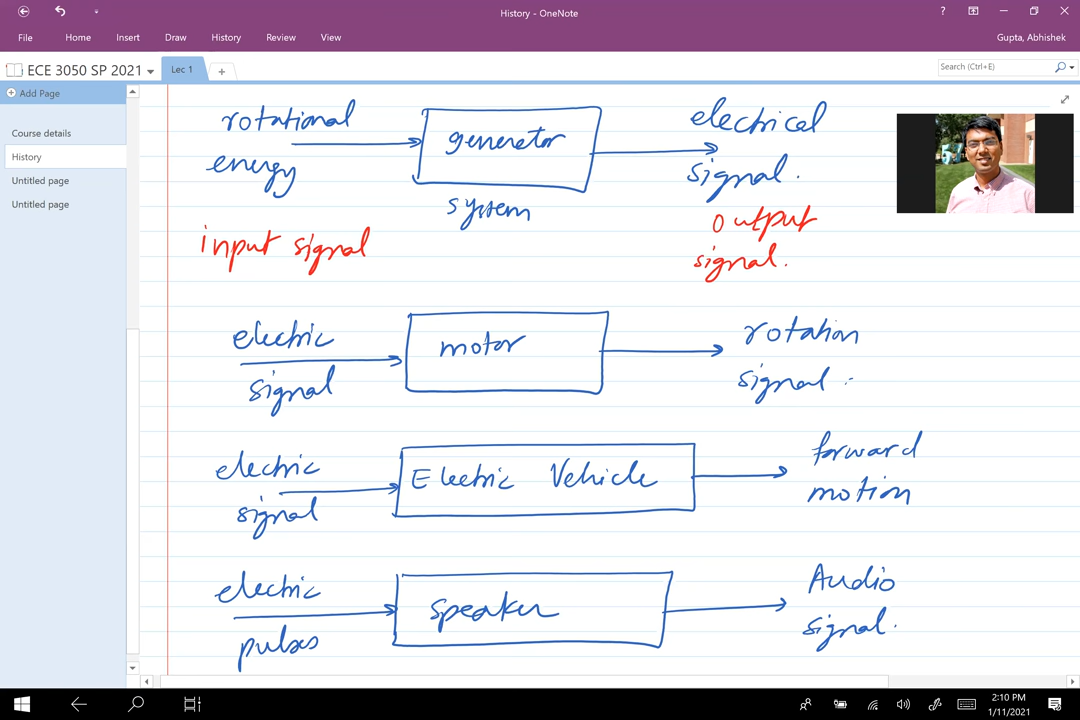 History - OneNote
?
File Home Insert Draw History Review View
Gupta, Abhishek
ECE 3050 SP 2021
Lec 1
+
Search (Ctrl+E)
Add Page
Course details
History
Untitled page
Untitled page
rotational
energy
generator
electrical
signal.
system
input signal
output
signal.
electric
signal
motor
rotation
signal.
electric
signal
Electric Vehicle
forward
motion
electric
pulses
speaker
Audio
signal.
2:10 PM
1/11/2021